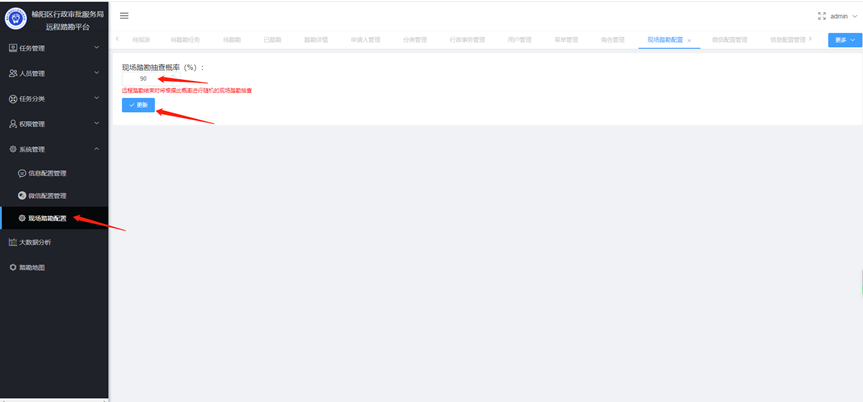 榆阳区行政审批服务局
远程踏勘平台
admin
任务管理
人员管理
任务分类
权限管理
系统管理
信息配置管理
微信配置管理
现场踏勘配置
大数据分析
踏勘地图
待指派
待踏勘任务
待踏勘
已踏勘
踏勘详情
申请人管理
分类管理
行政事项管理
用户管理
菜单管理
角色管理
现场踏勘配置 ×
微信配置管理
信息配置管理
更多
现场踏勘抽查概率（%）：
90
远程踏勘结束时将根据此概率进行随机的现场踏勘抽查
更新